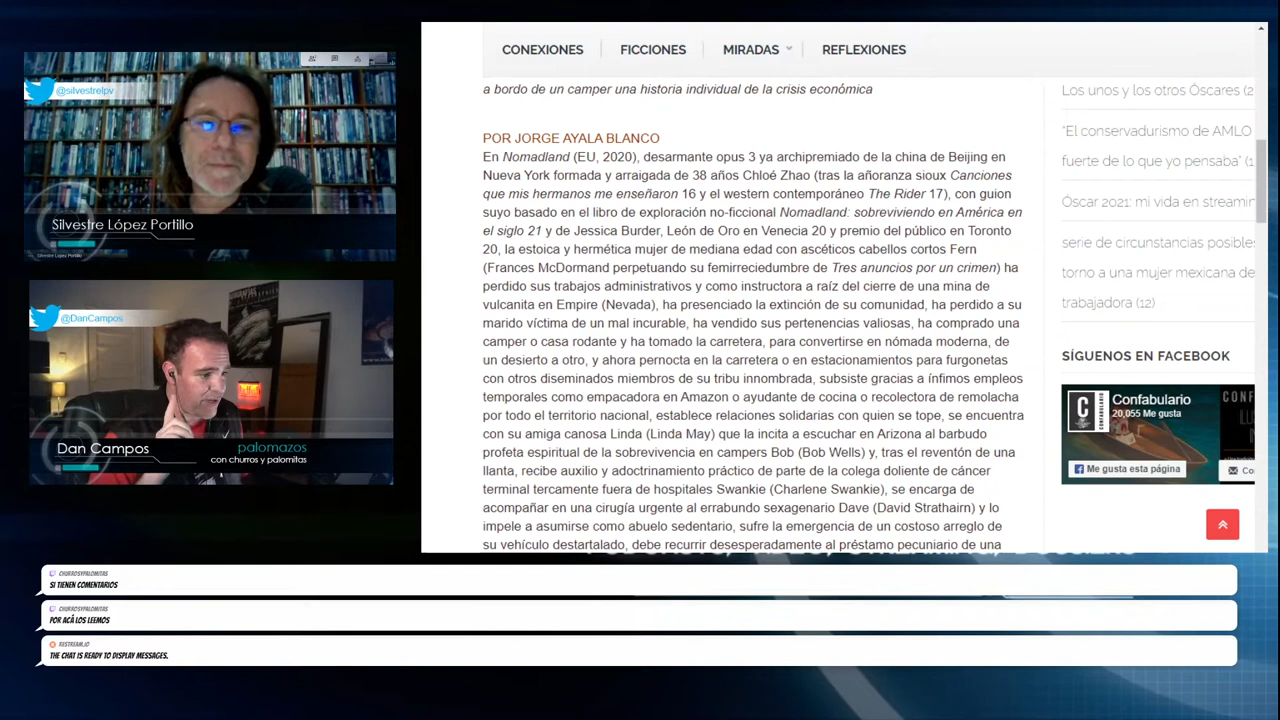 @silvestrelpv
Silvestre López Portillo
Silvestre López Portillo
@DanCampos
Dan Campos
palomazos
con churros y palomitas
CONEXIONES
FICCIONES
MIRADAS
REFLEXIONES
a bordo de un camper una historia individual de la crisis económica
POR JORGE AYALA BLANCO
En Nomadland (EU, 2020), desarmante opus 3 ya archipremiado de la china de Beijing en
Nueva York formada y arraigada de 38 años Chloé Zhao (tras la añoranza sioux Canciones
que mis hermanos me enseñaron 16 y el western contemporáneo The Rider 17), con guion
suyo basado en el libro de exploración no-ficcional Nomadland: sobreviviendo en América en
el siglo 21 y de Jessica Burder, León de Oro en Venecia 20 y premio del público en Toronto
20, la estoica y hermética mujer de mediana edad con ascéticos cabellos cortos Fern
(Frances McDormand perpetuando su femirreciedumbre de Tres anuncios por un crimen) ha
perdido sus trabajos administrativos y como instructora a raíz del cierre de una mina de
vulcanita en Empire (Nevada), ha presenciado la extinción de su comunidad, ha perdido a su
marido víctima de un mal incurable, ha vendido sus pertenencias valiosas, ha comprado una
camper o casa rodante y ha tomado la carretera, para convertirse en nómada moderna, de
un desierto a otro, y ahora pernocta en la carretera o en estacionamientos para furgonetas
con otros diseminados miembros de su tribu innombrada, subsiste gracias a ínfimos empleos
temporales como empacadora en Amazon o ayudante de cocina o recolectora de remolacha
por todo el territorio nacional, establece relaciones solidarias con quien se tope, se encuentra
con su amiga canosa Linda (Linda May) que la incita a escuchar en Arizona al barbudo
profeta espiritual de la sobrevivencia en campers Bob (Bob Wells) y, tras el reventón de una
llanta, recibe auxilio y adoctrinamiento práctico de parte de la colega doliente de cáncer
terminal tercamente fuera de hospitales Swankie (Charlene Swankie), se encarga de
acompañar en una cirugía urgente al errabundo sexagenario Dave (David Strathairn) y lo
impele a asumirse como abuelo sedentario, sufre la emergencia de un costoso arreglo de
su vehículo destartalado, debe recurrir desesperadamente al préstamo pecuniario de una
Los unos y los otros Óscares (2
"El conservadurismo de AMLO
fuerte de lo que yo pensaba" (1
Óscar 2021: mi vida en streamin
serie de circunstancias posibles
torno a una mujer mexicana de
trabajadora (12)
SÍGUENOS EN FACEBOOK
Confabulario
20,055 Me gusta
Me gusta esta página
CHURROSYPALOMITAS
SI TIENEN COMENTARIOS
CHURROSYPALOMITAS
POR ACÁ LOS LEEMOS
RESTREAM.IO
THE CHAT IS READY TO DISPLAY MESSAGES.